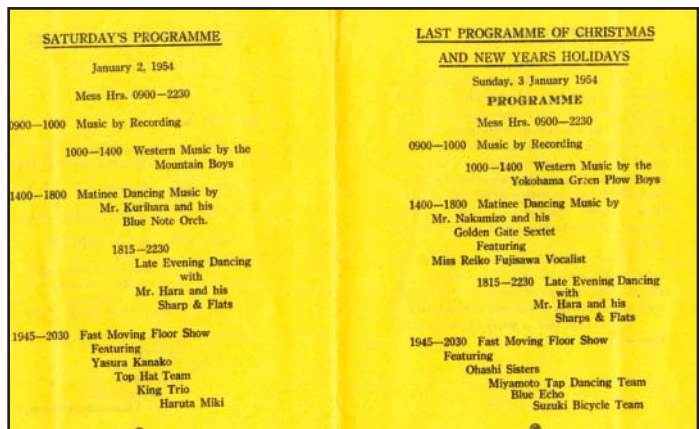 SATURDAY'S PROGRAMME
January 2, 1954
Mess Hrs. 0900—2230
0900—1000 Music by Recording
1000—1400 Western Music by the
Mountain Boys
1400—1800 Matinee Dancing Music by
Mr. Kurihara and his
Blue Note Orch.
1815—2230
Late Evening Dancing
with
Mr. Hara and his
Sharp & Flats
1945—2030 Fast Moving Floor Show
Featuring
Yasura Kanako
Top Hat Team
King Trio
Haruta Miki
LAST PROGRAMME OF CHRISTMAS
AND NEW YEARS HOLIDAYS
Sunday, 3 January 1954
PROGRAMME
Mess Hrs. 0900—2230
0900—1000 Music by Recording
1000—1400 Western Music by the
Yokohama Green Plow Boys
1400—1800 Matinee Dancing Music by
Mr. Nakamizo and his
Golden Gate Sextet
Featuring
Miss Reiko Fujisawa Vocalist
1815—2230 Late Evening Dancing
with
Mr. Hara and his
Sharps & Flats
1945—2030 Fast Moving Floor Show
Featuring
Ohashi Sisters
Miyamoto Tap Dancing Team
Blue Echo
Suzuki Bicycle Team